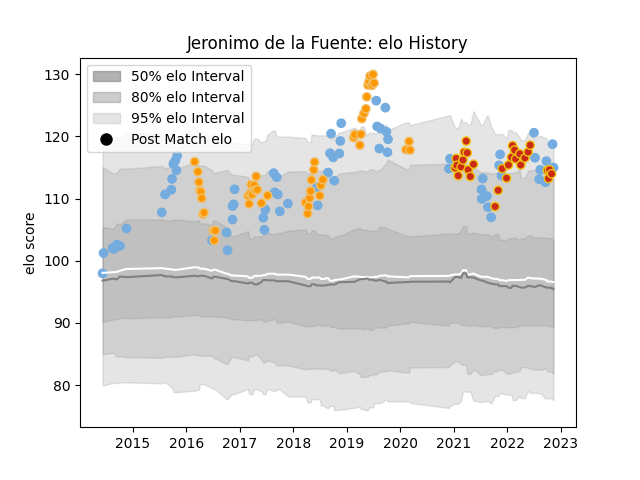 Jeronimo de la Fuente: elo History
50% elo Interval
80% elo Interval
95% elo Interval
Post Match elo
elo score
130
120
110
100
90
80
2015 2016 2017 2018 2019 2020 2021 2022 2023